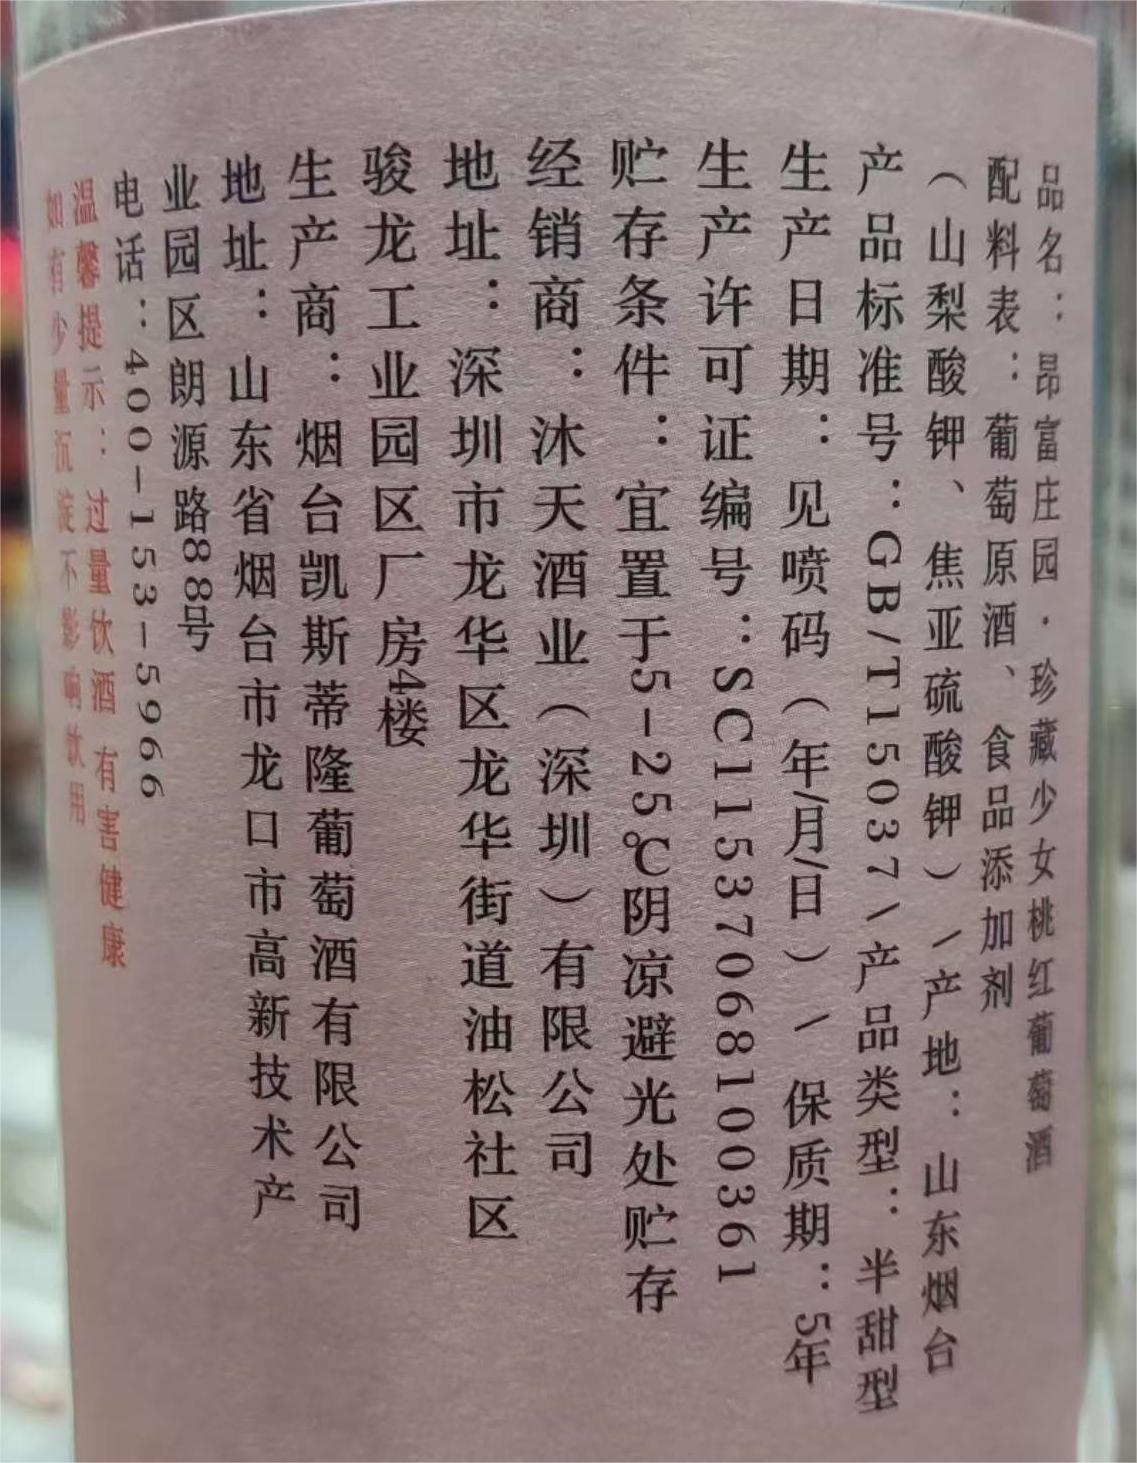 品名：昂富庄园·珍藏少女桃红葡萄酒
配料表：葡萄原酒、食品添加剂
（山梨酸钾、焦亚硫酸钾）\产地：山东烟台
产品标准号：GB/T15037\产品类型：半甜型
生产日期：见喷码（年/月/日）\保质期：5年
生产许可证编号：SC11537068100361
贮存条件：宜置于5-25℃阴凉避光处贮存
经销商：沐天酒业（深圳）有限公司
地址：深圳市龙华区龙华街道油松社区
骏龙工业园区厂房4楼
生产商：烟台凯斯蒂隆葡萄酒有限公司
地址：山东省烟台市龙口市高新技术产
业园区朗源路88号
电话：400-153-5966
温馨提示：过量饮酒 有害健康
如有少量沉淀不影响饮用